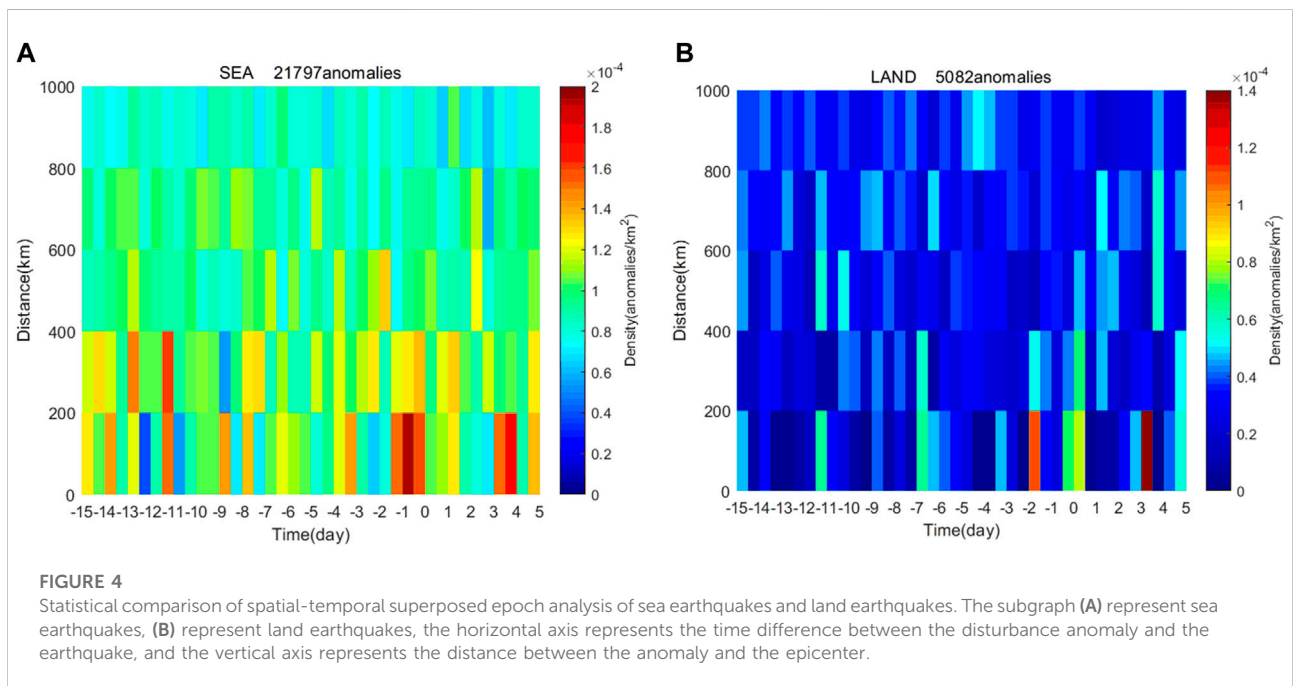 A
SEA 21797anomalies
×10⁻⁴
1000
800
600
400
200
0
Distance(km)
-15 -14 -13 -12 -11 -10 -9 -8 -7 -6 -5 -4 -3 -2 -1 0 1 2 3 4 5
Time(day)
2
1.8
1.6
1.4
1.2
1
0.8
0.6
0.4
0.2
0
Density(anomalies/km²)
B
LAND 5082anomalies
×10⁻⁴
1000
800
600
400
200
0
Distance(km)
-15 -14 -13 -12 -11 -10 -9 -8 -7 -6 -5 -4 -3 -2 -1 0 1 2 3 4 5
Time(day)
1.4
1.2
1
0.8
0.6
0.4
0.2
0
Density(anomalies/km²)
FIGURE 4
Statistical comparison of spatial-temporal superposed epoch analysis of sea earthquakes and land earthquakes. The subgraph (A) represent sea
earthquakes, (B) represent land earthquakes, the horizontal axis represents the time difference between the disturbance anomaly and the
earthquake, and the vertical axis represents the distance between the anomaly and the epicenter.